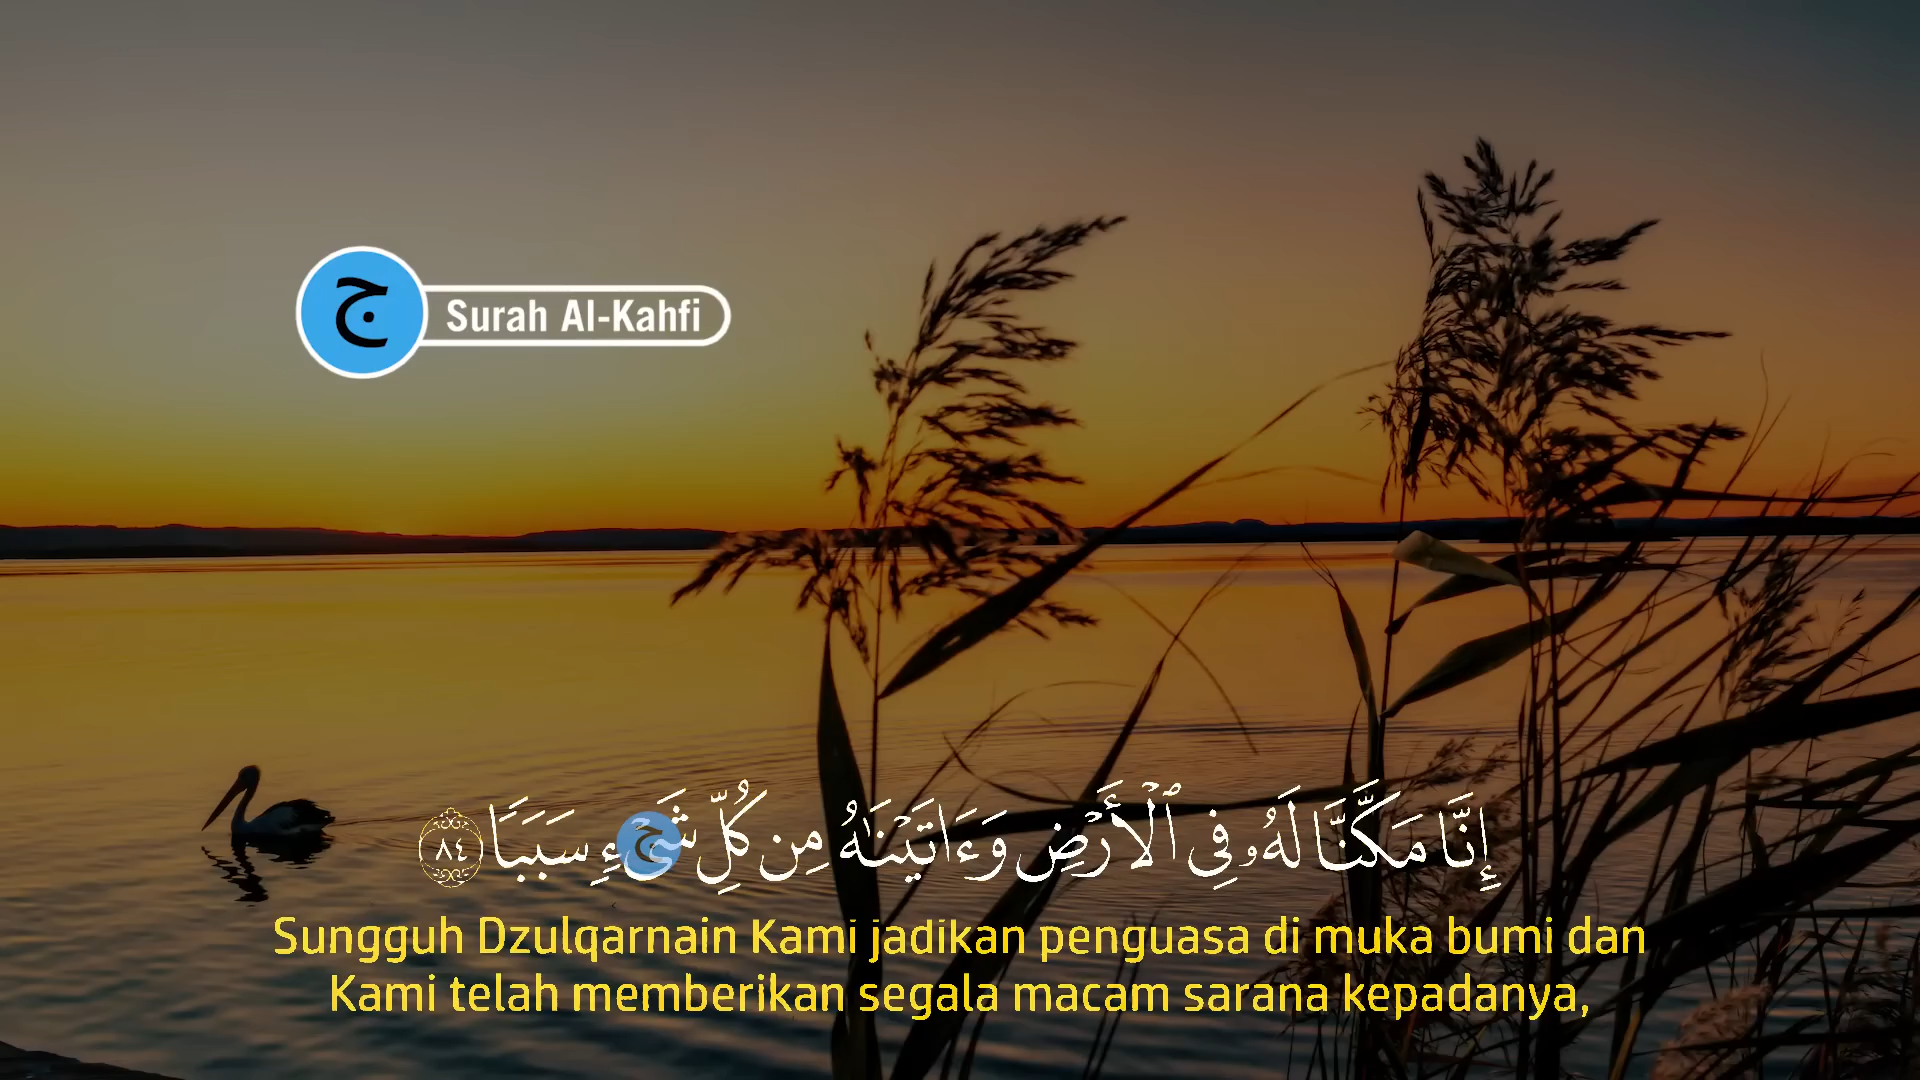 ج
Surah Al-Kahfi
إِنَّا مَكَّنَّا لَهُۥ فِى ٱلْأَرْضِ وَءَاتَيْنَٰهُ مِن كُلِّ شَىْءٍ سَبَبًا ٨٤
ج
Sungguh Dzulqarnain Kami jadikan penguasa di muka bumi dan
Kami telah memberikan segala macam sarana kepadanya,